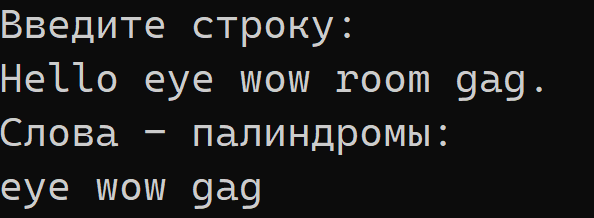 Введите строку:
Hello eye wow room gag.
Слова – палиндромы:
eye wow gag